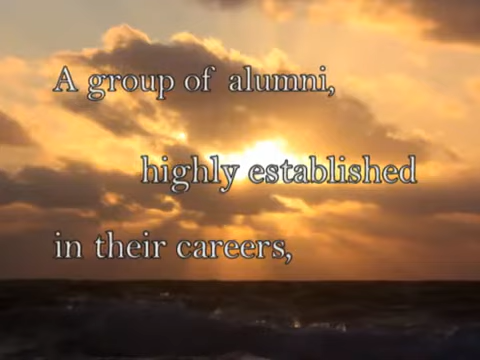 A group of alumni,
highly established
in their careers,